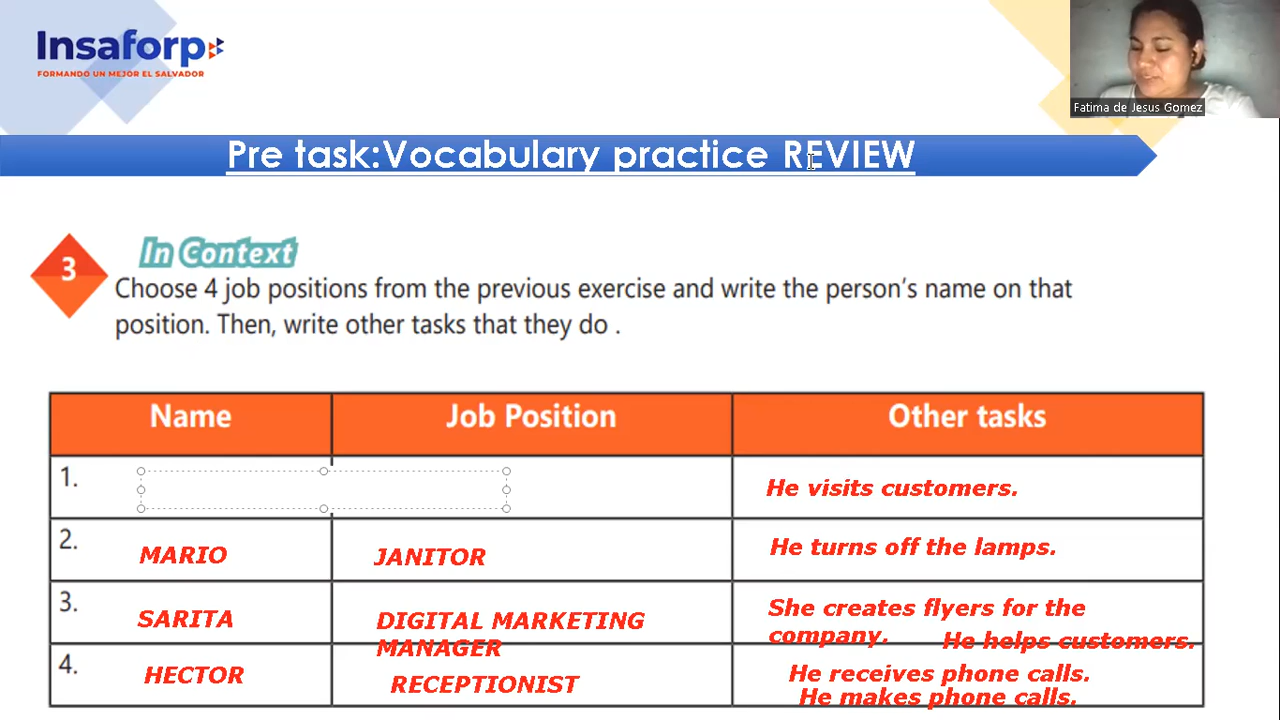 Insaforp
FORMANDO UN MEJOR EL SALVADOR
Fatima de Jesus Gomez
Pre task:Vocabulary practice REVIEW
3
In Context
Choose 4 job positions from the previous exercise and write the person's name on that
position. Then, write other tasks that they do .
Name Job Position Other tasks
1. He visits customers.
2. MARIO JANITOR He turns off the lamps.
3. SARITA DIGITAL MARKETING MANAGER She creates flyers for the
company.
He helps customers.
4. HECTOR RECEPTIONIST He receives phone calls.
He makes phone calls.